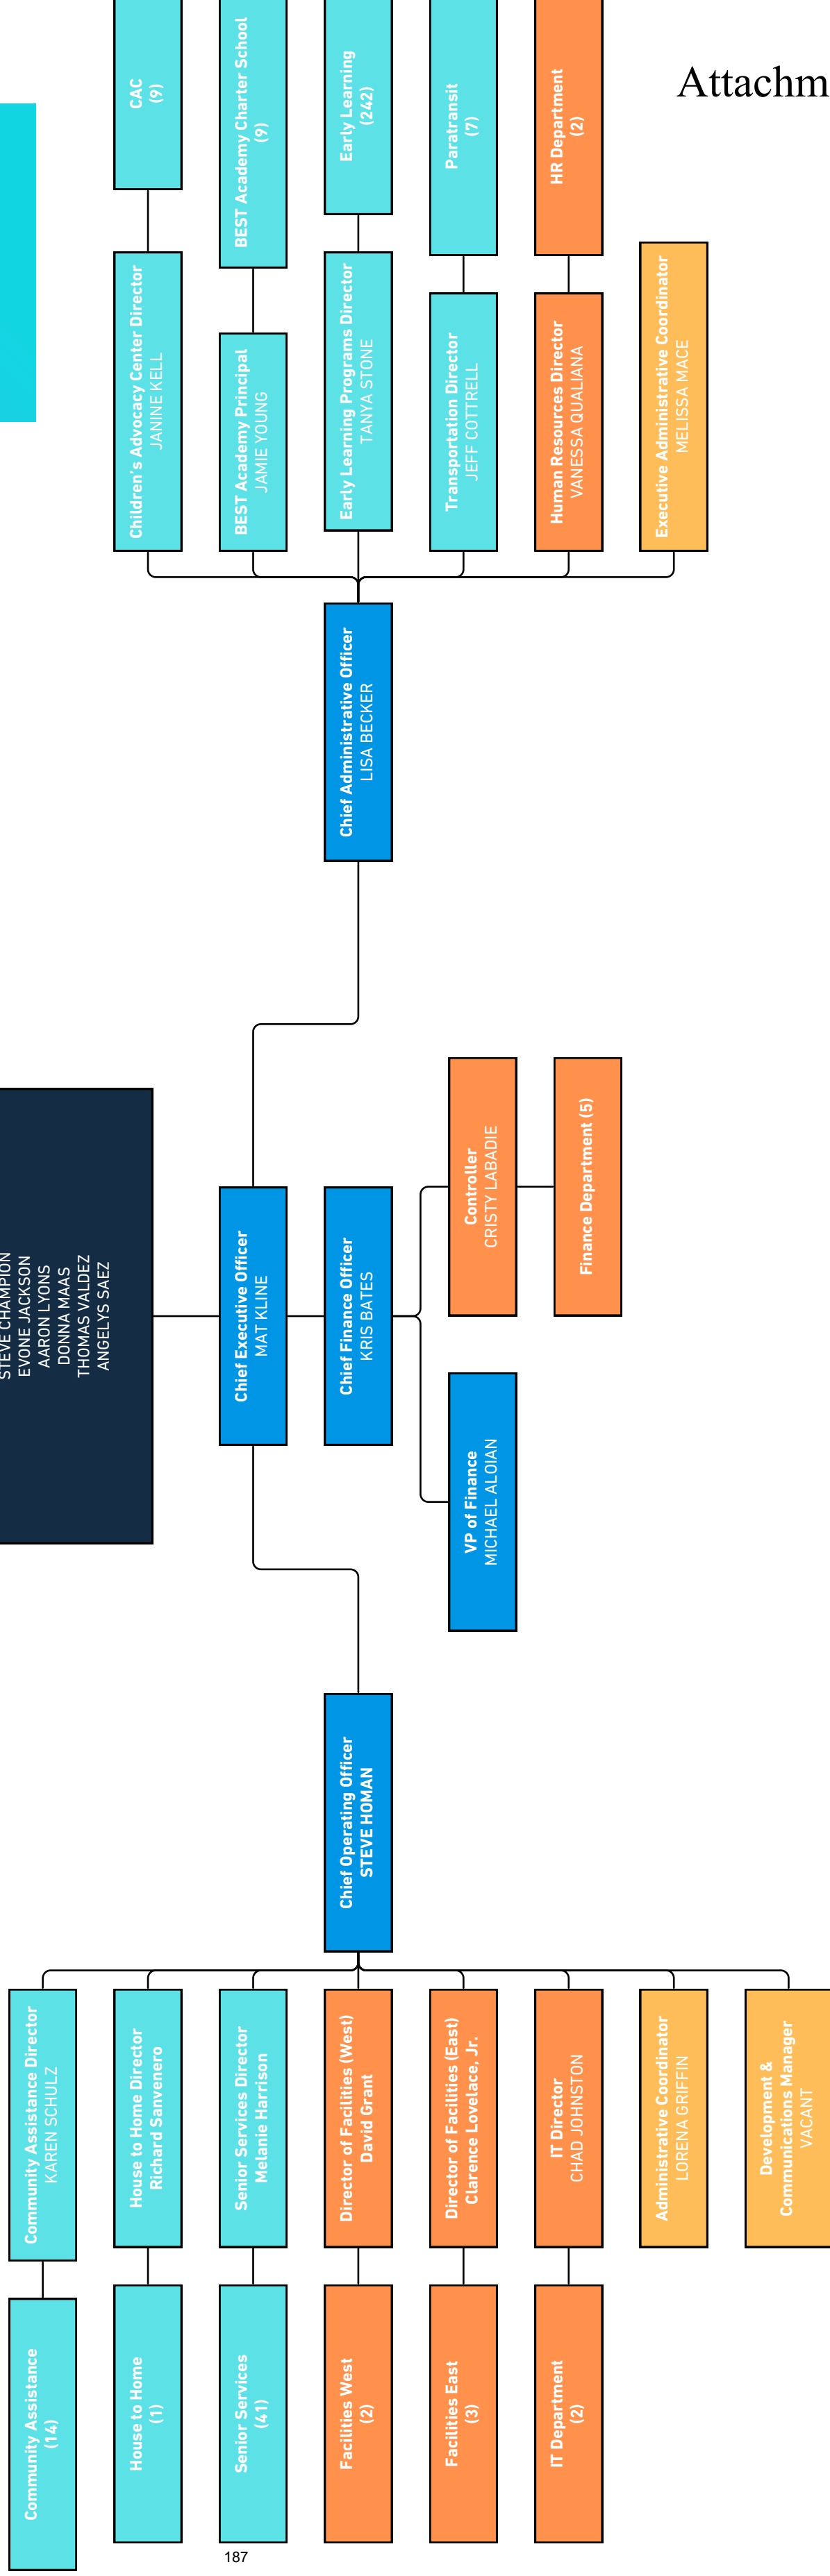 Attachm
STEVE CHAMPION
EVONE JACKSON
AARON LYONS
DONNA MAAS
THOMAS VALDEZ
ANGELYS SAEZ
Chief Executive Officer
MAT KLINE
Chief Finance Officer
KRIS BATES
VP of Finance
MICHAEL ALOIAN
Controller
CRISTY LABADIE
Finance Department (5)
Chief Operating Officer
STEVE HOMAN
Community Assistance Director
KAREN SCHULZ
Community Assistance
(14)
House to Home Director
Richard Sanvenero
House to Home
(1)
Senior Services Director
Melanie Harrison
Senior Services
(41)
Director of Facilities (West)
David Grant
Facilities West
(2)
Director of Facilities (East)
Clarence Lovelace, Jr.
Facilities East
(3)
IT Director
CHAD JOHNSTON
IT Department
(2)
Administrative Coordinator
LORENA GRIFFIN
Development &
Communications Manager
VACANT
Chief Administrative Officer
LISA BECKER
Children's Advocacy Center Director
JANINE KELL
CAC
(9)
BEST Academy Principal
JAMIE YOUNG
BEST Academy Charter School
(9)
Early Learning Programs Director
TANYA STONE
Early Learning
(242)
Transportation Director
JEFF COTTRELL
Paratransit
(7)
Human Resources Director
VANESSA QUALIANA
HR Department
(2)
Executive Administrative Coordinator
MELISSA MACE
187